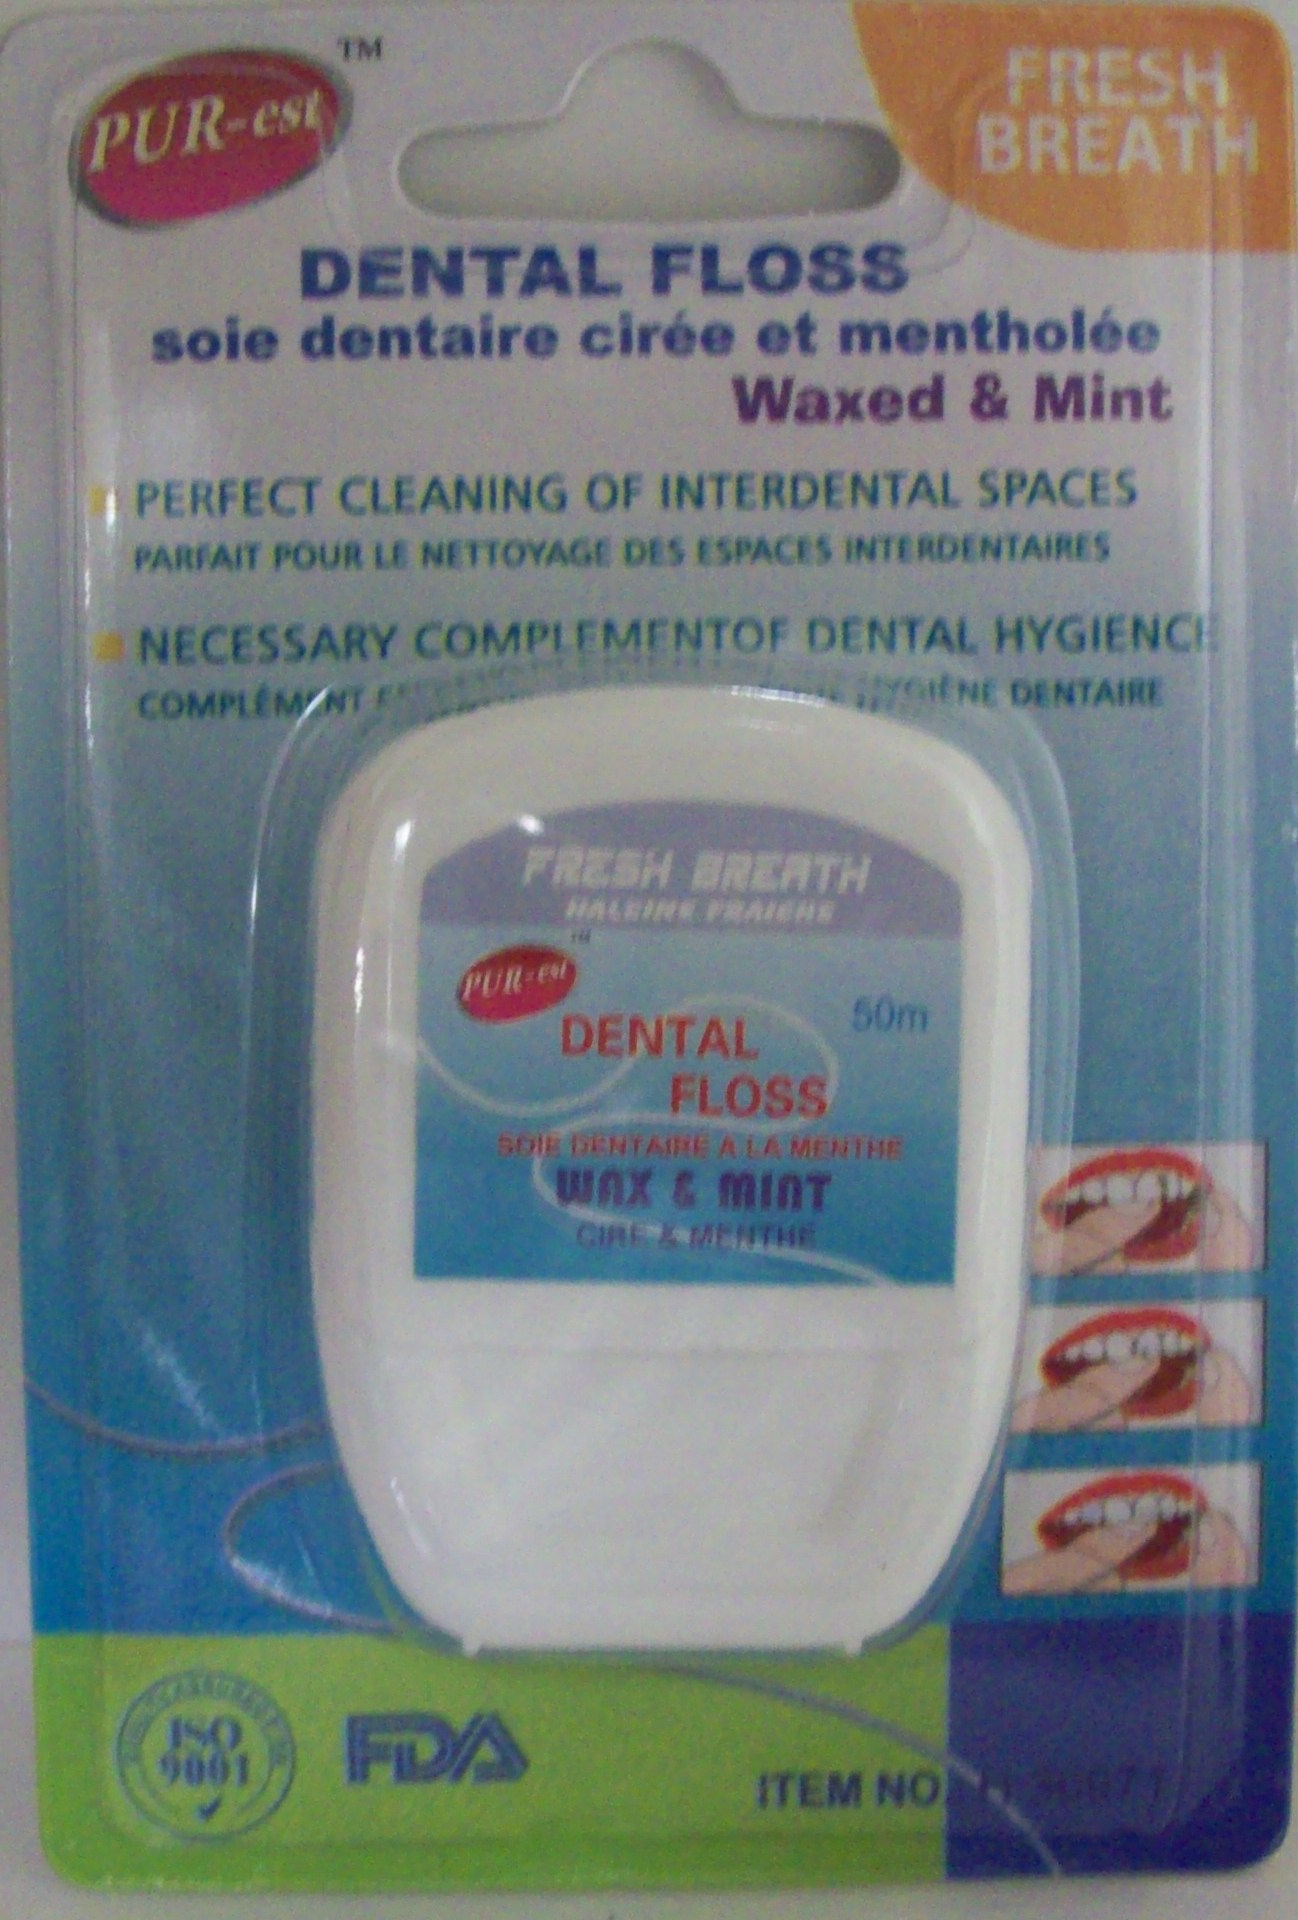 PUR-est
TM
FRESH
BREATH
DENTAL FLOSS
soie dentaire cirée et mentholée
Waxed & Mint
PERFECT CLEANING OF INTERDENTAL SPACES
PARFAIT POUR LE NETTOYAGE DES ESPACES INTERDENTAIRES
NECESSARY COMPLEMENTOF DENTAL HYGIENCE
COMPLÉMENT HYGIÈNE DENTAIRE
FRESH BREATH
HALEINE FRAICHE
TM
PUR-est
50m
DENTAL
FLOSS
SOIE DENTAIRE A LA MENTHE
WAX & MINT
CIRE & MENTHE
ISO
9001
FDA
ITEM NO.